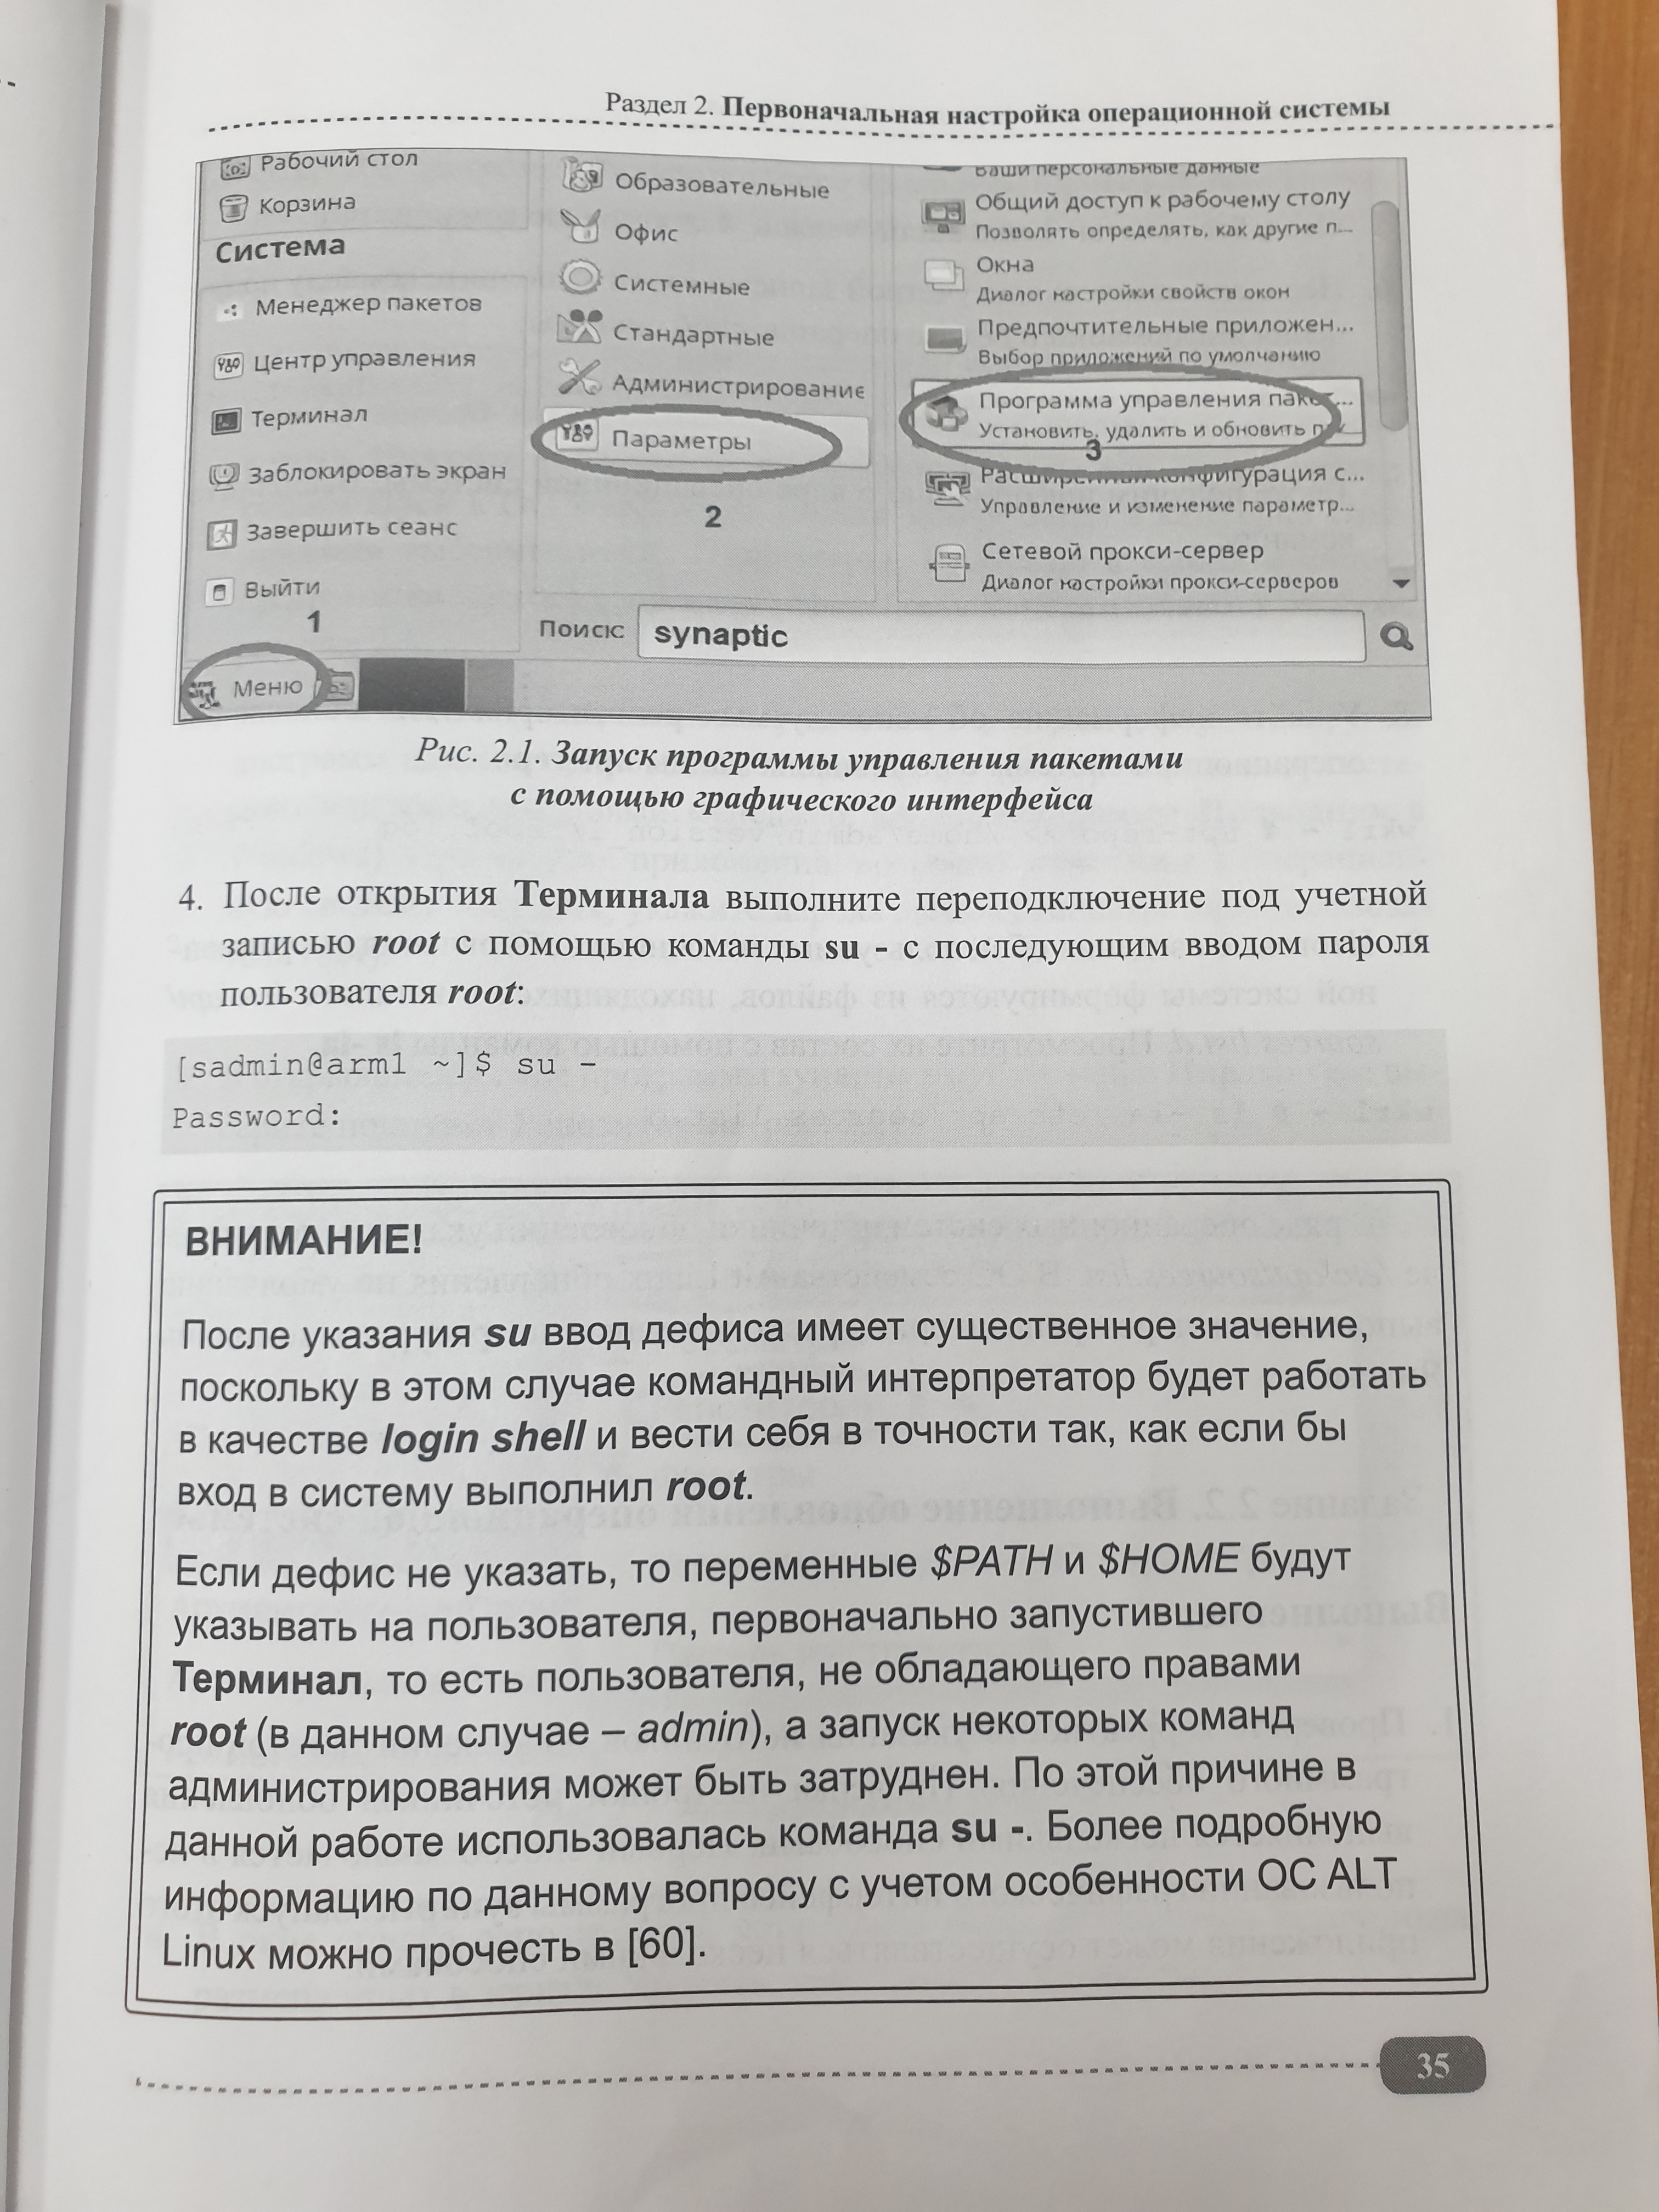 Раздел 2. Первоначальная настройка операционной системы
Рабочий стол
Корзина
Система
Менеджер пакетов
Центр управления
Терминал
Заблокировать экран
Завершить сеанс
Выйти
1
Меню
Образовательные
Офис
Системные
Стандартные
Администрирование
Параметры
2
Ваши персональные данные
Общий доступ к рабочему столу
Позволять определять, как другие п...
Окна
Диалог настройки свойств окон
Предпочтительные приложен...
Выбор приложений по умолчанию
Программа управления пакет...
Установить, удалить и обновить
3
Расширенная конфигурация с...
Управление и изменение параметр...
Сетевой прокси-сервер
Диалог настройки прокси-серверов
Поиск: synaptic
Рис. 2.1. Запуск программы управления пакетами
с помощью графического интерфейса
4. После открытия Терминала выполните переподключение под учетной
записью root с помощью команды su - с последующим вводом пароля
пользователя root:
[sadmin@arm1 ~]$ su -
Password:
ВНИМАНИЕ!
После указания su ввод дефиса имеет существенное значение,
поскольку в этом случае командный интерпретатор будет работать
в качестве login shell и вести себя в точности так, как если бы
вход в систему выполнил root.
Если дефис не указать, то переменные $PATH и $HOME будут
указывать на пользователя, первоначально запустившего
Терминал, то есть пользователя, не обладающего правами
root (в данном случае – admin), а запуск некоторых команд
администрирования может быть затруднен. По этой причине в
данной работе использовалась команда su -. Более подробную
информацию по данному вопросу с учетом особенности ОС ALT
Linux можно прочесть в [60].
35